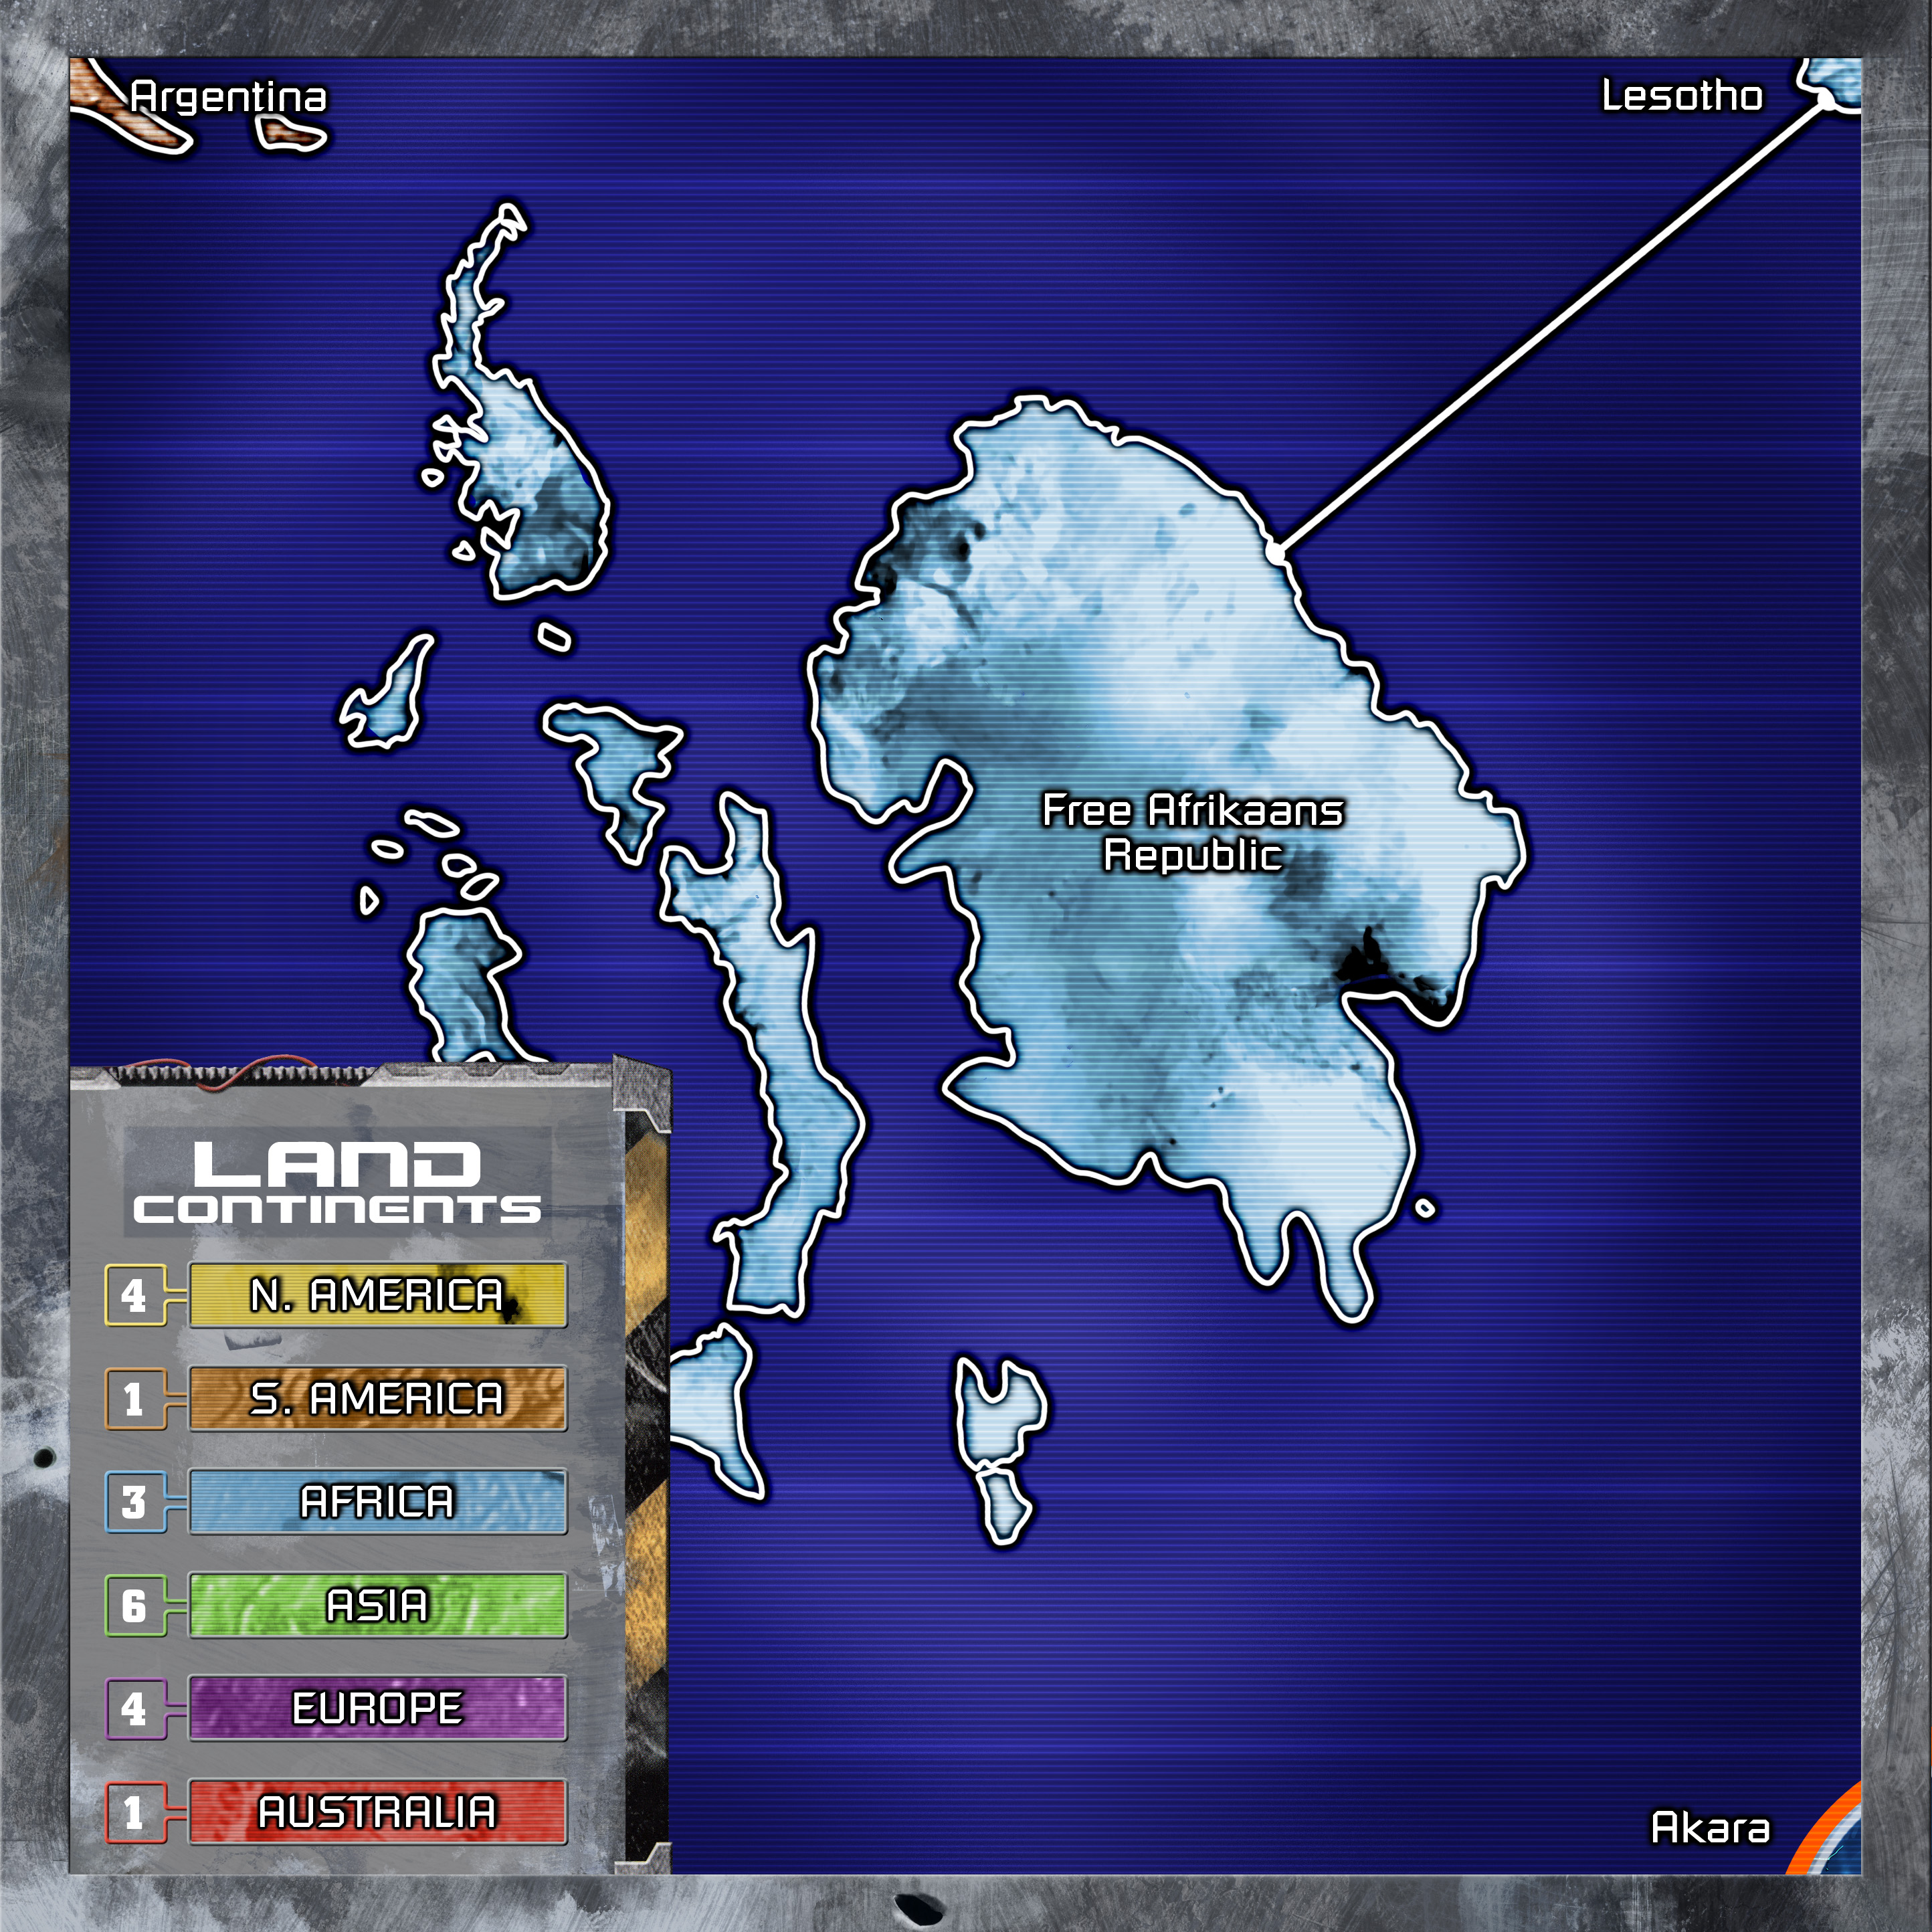 Argentina
Lesotho
Free Afrikaans
Republic
LAND
CONTINENTS
4 N. AMERICA
1 S. AMERICA
3 AFRICA
6 ASIA
4 EUROPE
1 AUSTRALIA
Akara